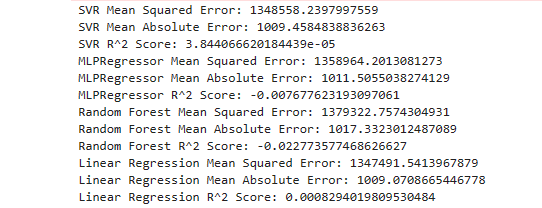 SVR Mean Squared Error: 1348558.2397997559
SVR Mean Absolute Error: 1009.4584838836263
SVR R^2 Score: 3.844066620184439e-05
MLPRegressor Mean Squared Error: 1358964.2013081273
MLPRegressor Mean Absolute Error: 1011.5055038274129
MLPRegressor R^2 Score: -0.007677623193097061
Random Forest Mean Squared Error: 1379322.7574304931
Random Forest Mean Absolute Error: 1017.3323012487089
Random Forest R^2 Score: -0.022773577468626627
Linear Regression Mean Squared Error: 1347491.5413967879
Linear Regression Mean Absolute Error: 1009.0708665446778
Linear Regression R^2 Score: 0.0008294019809530484